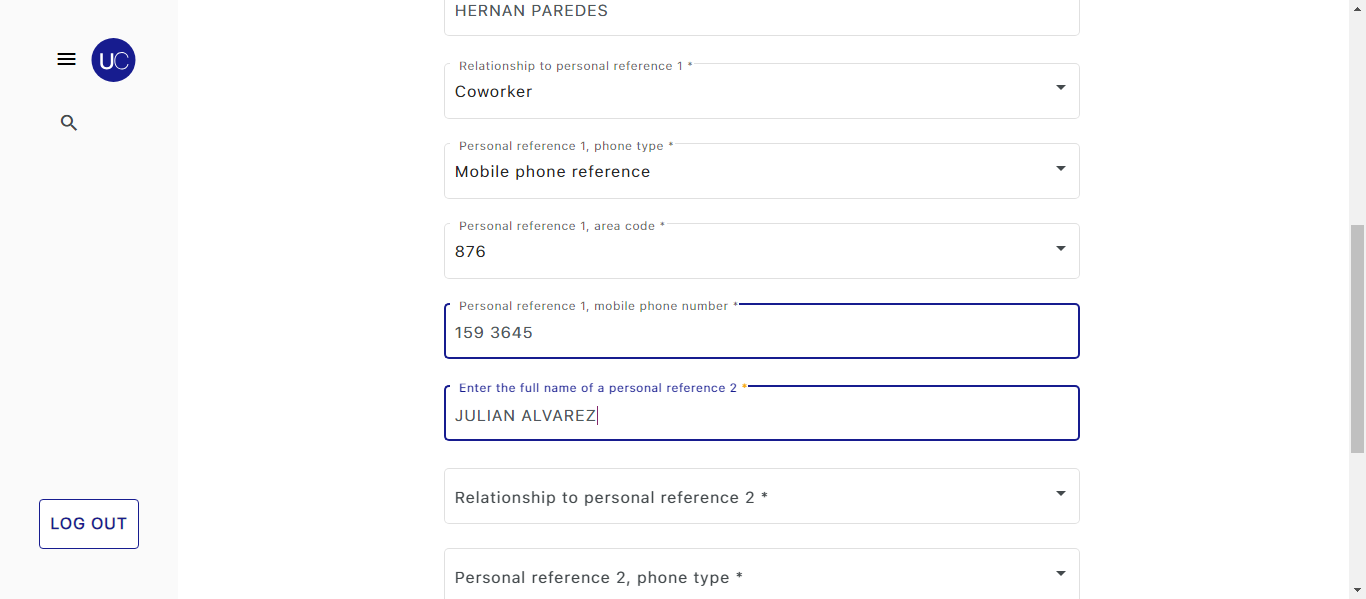 HERNAN PAREDES
UC
Relationship to personal reference 1 *
Coworker
Personal reference 1, phone type *
Mobile phone reference
Personal reference 1, area code *
876
Personal reference 1, mobile phone number *
159 3645
Enter the full name of a personal reference 2 *
JULIAN ALVAREZ
Relationship to personal reference 2 *
LOG OUT
Personal reference 2, phone type *